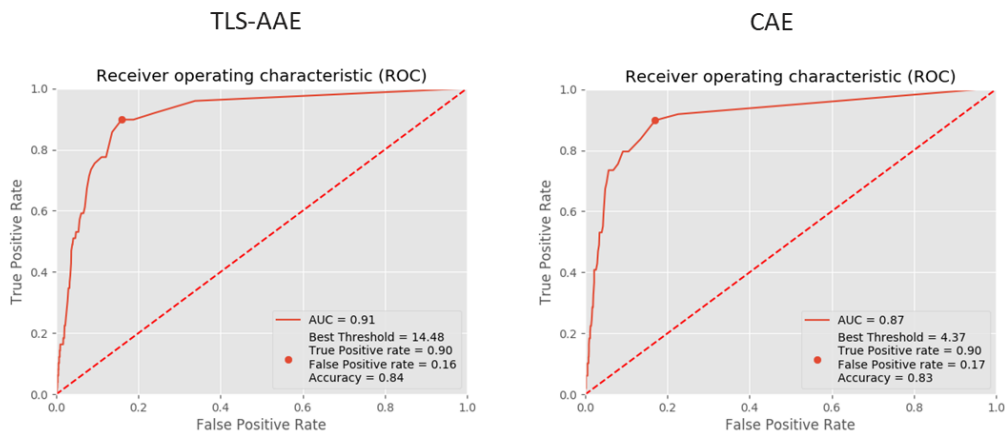 TLS-AAE
Receiver operating characteristic (ROC)
1.0
0.8
0.6
0.4
0.2
0.0
True Positive Rate
0.0 0.2 0.4 0.6 0.8 1.0
False Positive Rate
AUC = 0.91
Best Threshold = 14.48
True Positive rate = 0.90
False Positive rate = 0.16
Accuracy = 0.84
CAE
Receiver operating characteristic (ROC)
1.0
0.8
0.6
0.4
0.2
0.0
True Positive Rate
0.0 0.2 0.4 0.6 0.8 1.0
False Positive Rate
AUC = 0.87
Best Threshold = 4.37
True Positive rate = 0.90
False Positive rate = 0.17
Accuracy = 0.83